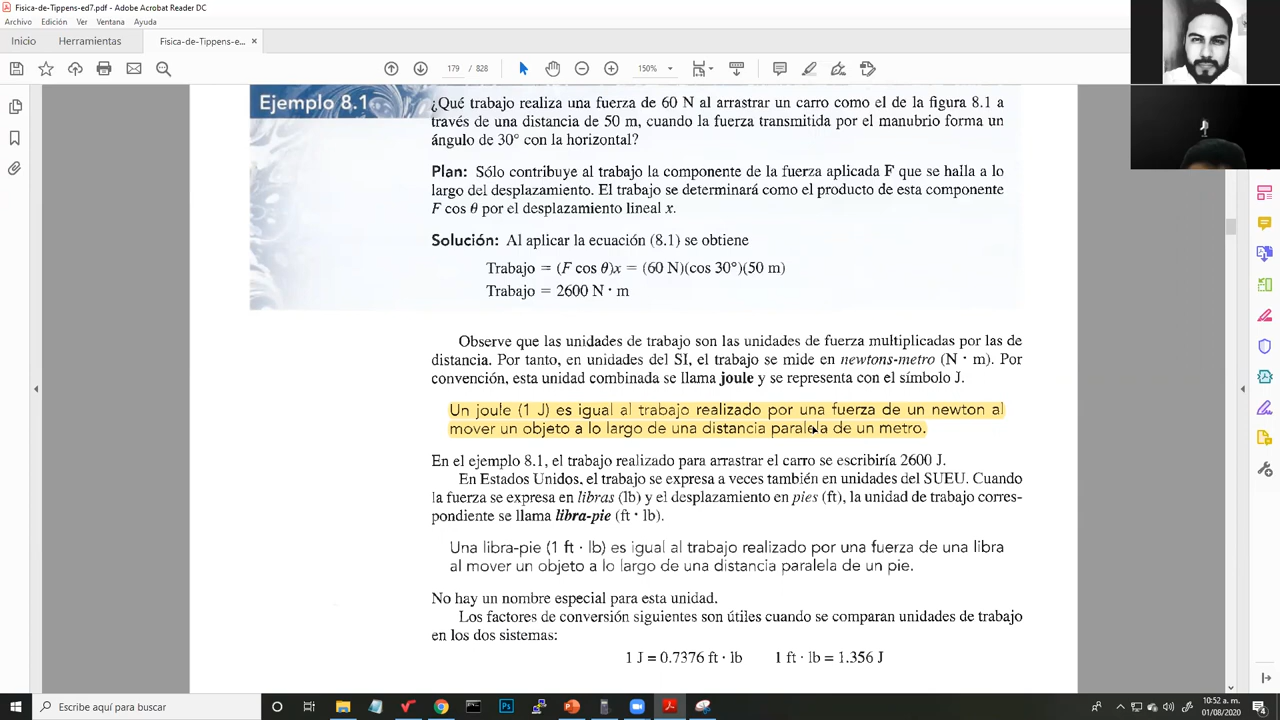 Fisica-de-Tippens-ed7.pdf - Adobe Acrobat Reader DC
Archivo Edición Ver Ventana Ayuda
Inicio Herramientas Fisica-de-Tippens-e... ×
179 / 828 150%
Ejemplo 8.1
¿Qué trabajo realiza una fuerza de 60 N al arrastrar un carro como el de la figura 8.1 a
través de una distancia de 50 m, cuando la fuerza transmitida por el manubrio forma un
ángulo de 30° con la horizontal?
Plan: Sólo contribuye al trabajo la componente de la fuerza aplicada F que se halla a lo
largo del desplazamiento. El trabajo se determinará como el producto de esta componente
F cos θ por el desplazamiento lineal x.
Solución: Al aplicar la ecuación (8.1) se obtiene
Trabajo = (F cos θ)x = (60 N)(cos 30°)(50 m)
Trabajo = 2600 N · m
Observe que las unidades de trabajo son las unidades de fuerza multiplicadas por las de
distancia. Por tanto, en unidades del SI, el trabajo se mide en newtons-metro (N · m). Por
convención, esta unidad combinada se llama joule y se representa con el símbolo J.
Un joule (1 J) es igual al trabajo realizado por una fuerza de un newton al
mover un objeto a lo largo de una distancia paralela de un metro.
En el ejemplo 8.1, el trabajo realizado para arrastrar el carro se escribiría 2600 J.
En Estados Unidos, el trabajo se expresa a veces también en unidades del SUEU. Cuando
la fuerza se expresa en libras (lb) y el desplazamiento en pies (ft), la unidad de trabajo corres-
pondiente se llama libra-pie (ft · lb).
Una libra-pie (1 ft · lb) es igual al trabajo realizado por una fuerza de una libra
al mover un objeto a lo largo de una distancia paralela de un pie.
No hay un nombre especial para esta unidad.
Los factores de conversión siguientes son útiles cuando se comparan unidades de trabajo
en los dos sistemas:
1 J = 0.7376 ft · lb 1 ft · lb = 1.356 J
Escribe aquí para buscar
10:52 a. m.
01/08/2020